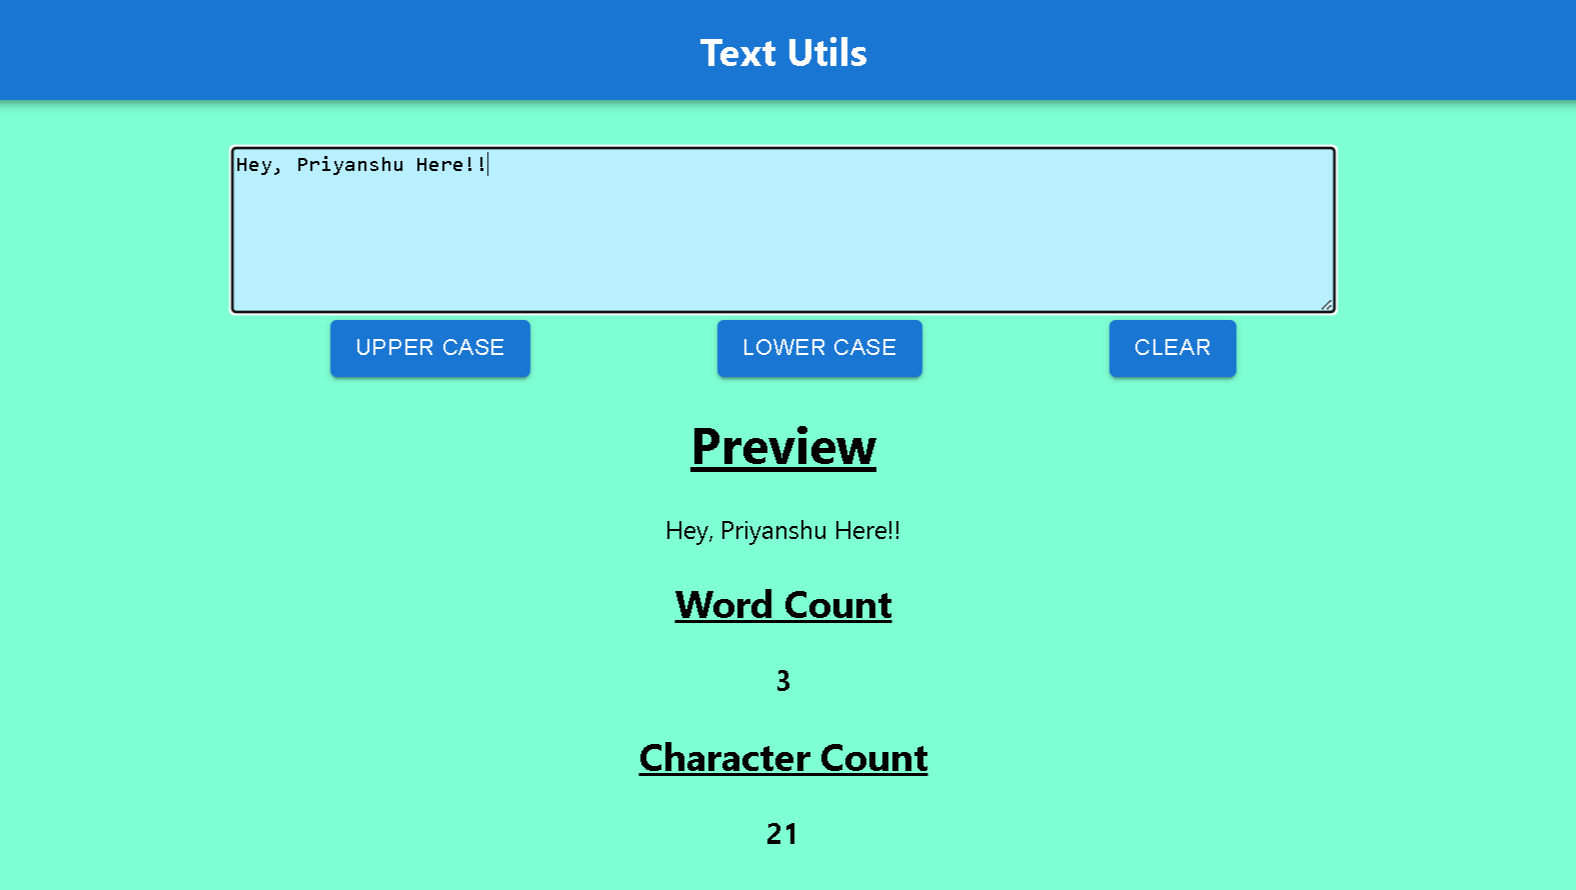 Text Utils
Hey, Priyanshu Here!!
UPPER CASE LOWER CASE CLEAR
Preview
Hey, Priyanshu Here!!
Word Count
3
Character Count
21